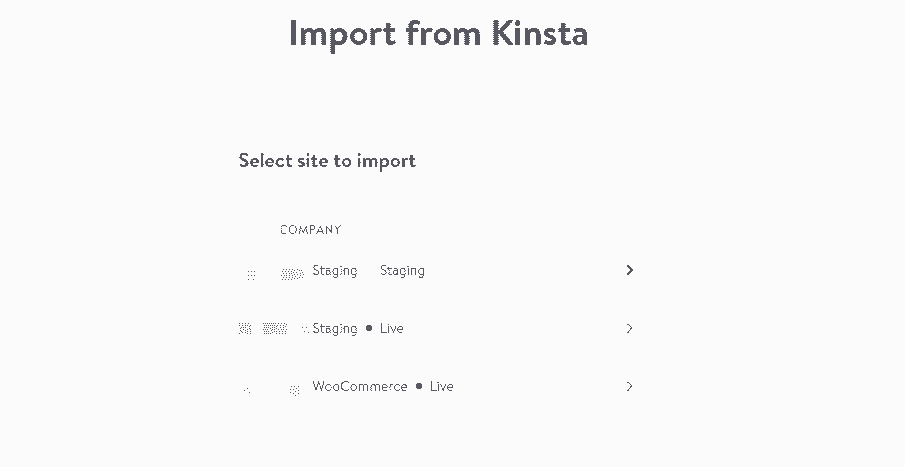 Import from Kinsta
Select site to import
COMPANY
Staging Staging
Staging • Live
WooCommerce • Live